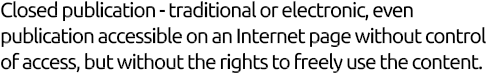 Closed publication - traditional or electronic, even
publication accessible on an Internet page without control
of access, but without the rights to freely use the content.